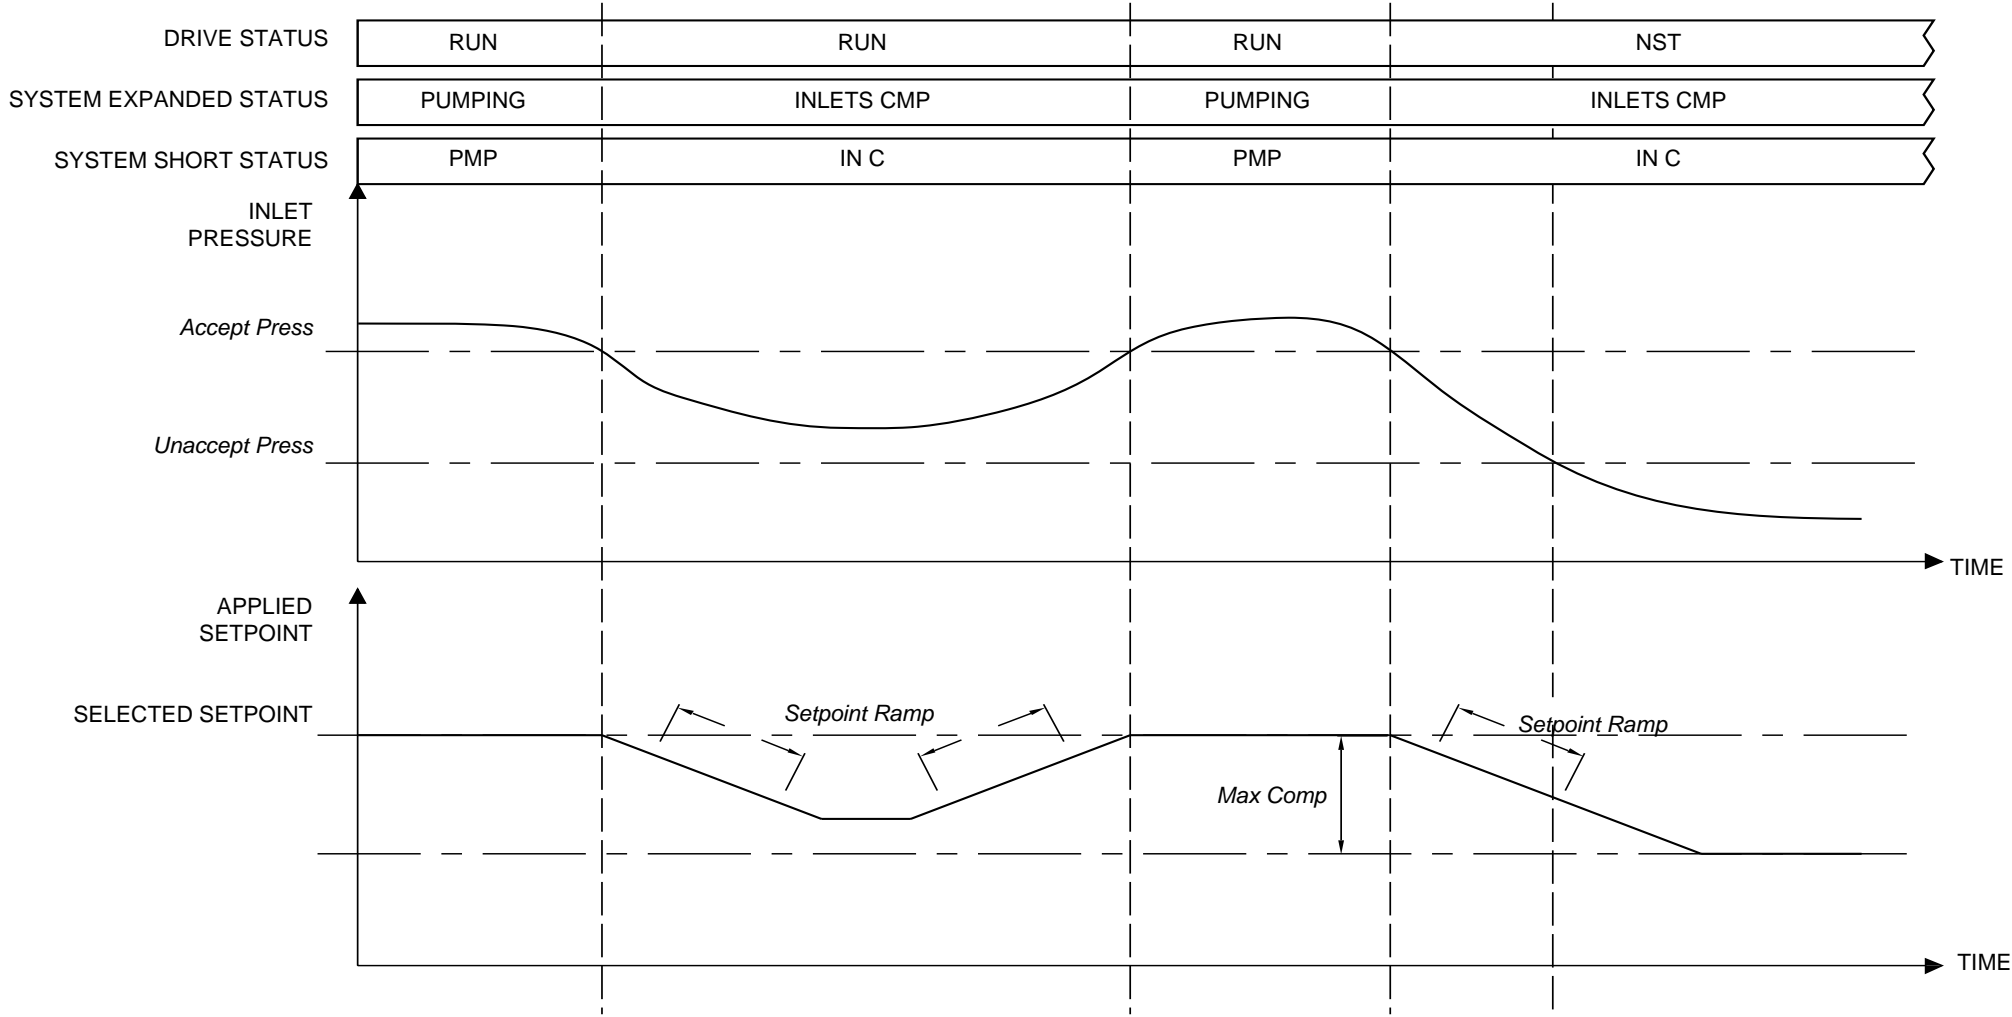 DRIVE STATUS RUN RUN RUN NST
SYSTEM EXPANDED STATUS PUMPING INLETS CMP PUMPING INLETS CMP
SYSTEM SHORT STATUS PMP IN C PMP IN C
INLET
PRESSURE
Accept Press
Unaccept Press
TIME
APPLIED
SETPOINT
SELECTED SETPOINT
Setpoint Ramp
Setpoint Ramp
Max Comp
TIME